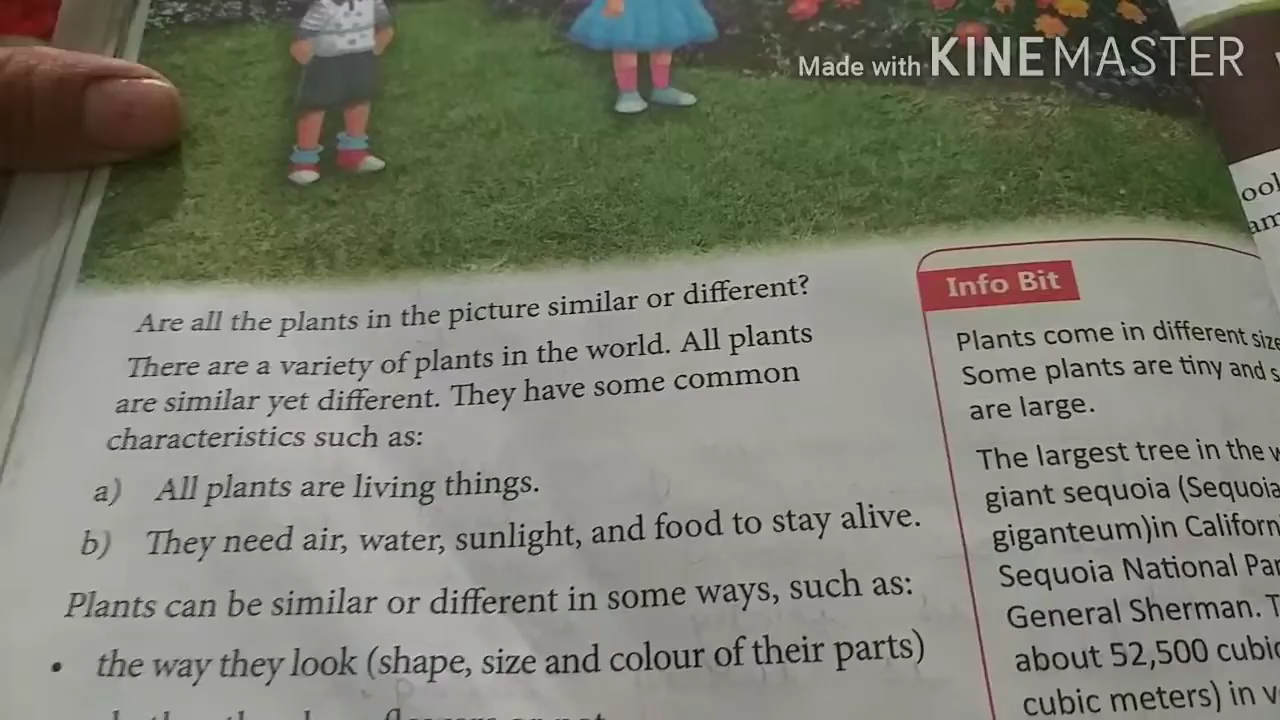 Made with KINEMASTER
Are all the plants in the picture similar or different?
There are a variety of plants in the world. All plants
are similar yet different. They have some common
characteristics such as:
a) All plants are living things.
b) They need air, water, sunlight, and food to stay alive.
Plants can be similar or different in some ways, such as:
• the way they look (shape, size and colour of their parts)
Info Bit
Plants come in different size
Some plants are tiny and s
are large.
The largest tree in the w
giant sequoia (Sequoia
giganteum)in Californ
Sequoia National Par
General Sherman. T
about 52,500 cubic
cubic meters) in v